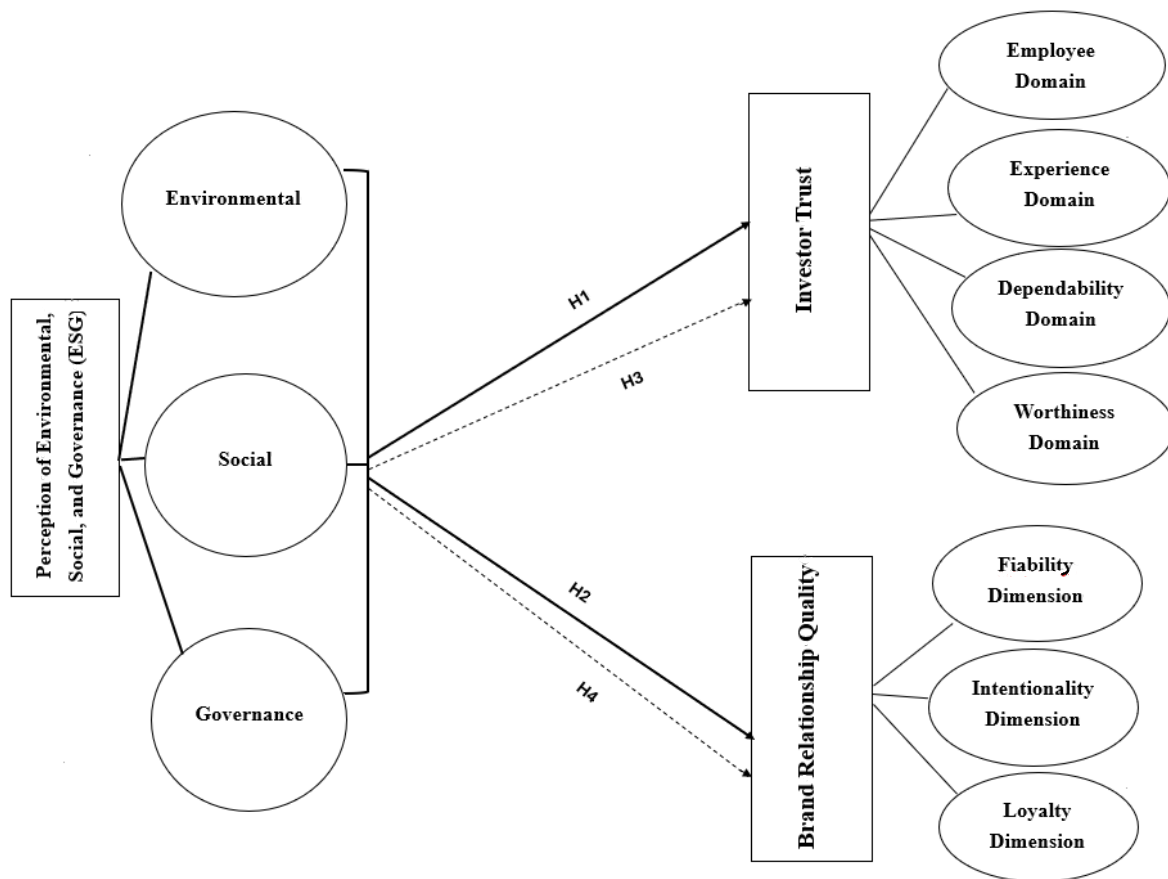 Perception of Environmental,
Social, and Governance (ESG)
Environmental
Social
Governance
H1
H3
H2
H4
Investor Trust
Employee
Domain
Experience
Domain
Dependability
Domain
Worthiness
Domain
Brand Relationship Quality
Fiability
Dimension
Intentionality
Dimension
Loyalty
Dimension